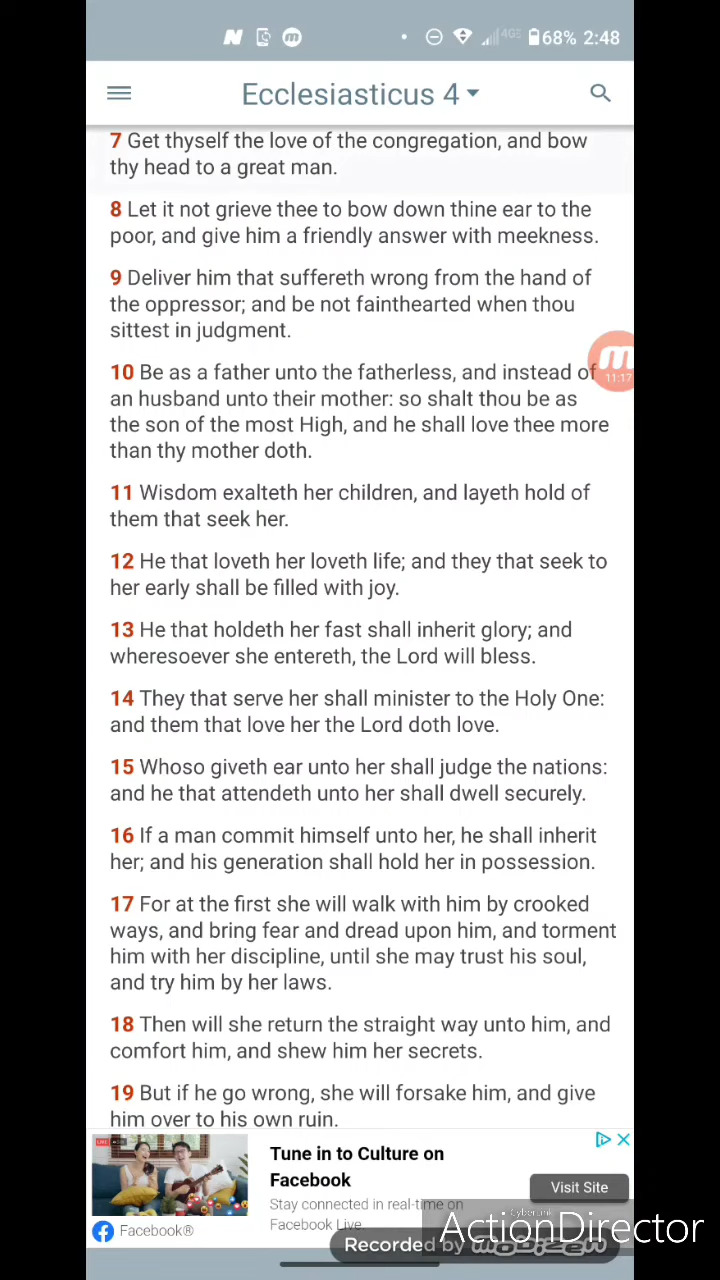 N m 4GE 68% 2:48
Ecclesiasticus 4
7 Get thyself the love of the congregation, and bow
thy head to a great man.
8 Let it not grieve thee to bow down thine ear to the
poor, and give him a friendly answer with meekness.
9 Deliver him that suffereth wrong from the hand of
the oppressor; and be not fainthearted when thou
sittest in judgment.
10 Be as a father unto the fatherless, and instead of
an husband unto their mother: so shalt thou be as
the son of the most High, and he shall love thee more
than thy mother doth.
m
11:17
11 Wisdom exalteth her children, and layeth hold of
them that seek her.
12 He that loveth her loveth life; and they that seek to
her early shall be filled with joy.
13 He that holdeth her fast shall inherit glory; and
wheresoever she entereth, the Lord will bless.
14 They that serve her shall minister to the Holy One:
and them that love her the Lord doth love.
15 Whoso giveth ear unto her shall judge the nations:
and he that attendeth unto her shall dwell securely.
16 If a man commit himself unto her, he shall inherit
her; and his generation shall hold her in possession.
17 For at the first she will walk with him by crooked
ways, and bring fear and dread upon him, and torment
him with her discipline, until she may trust his soul,
and try him by her laws.
18 Then will she return the straight way unto him, and
comfort him, and shew him her secrets.
19 But if he go wrong, she will forsake him, and give
him over to his own ruin.
LIVE
Tune in to Culture on
Facebook
Stay connected in real-time on
Facebook Live.
Visit Site
Facebook®
CyberLink
ActionDirector
Recorded by mobizen